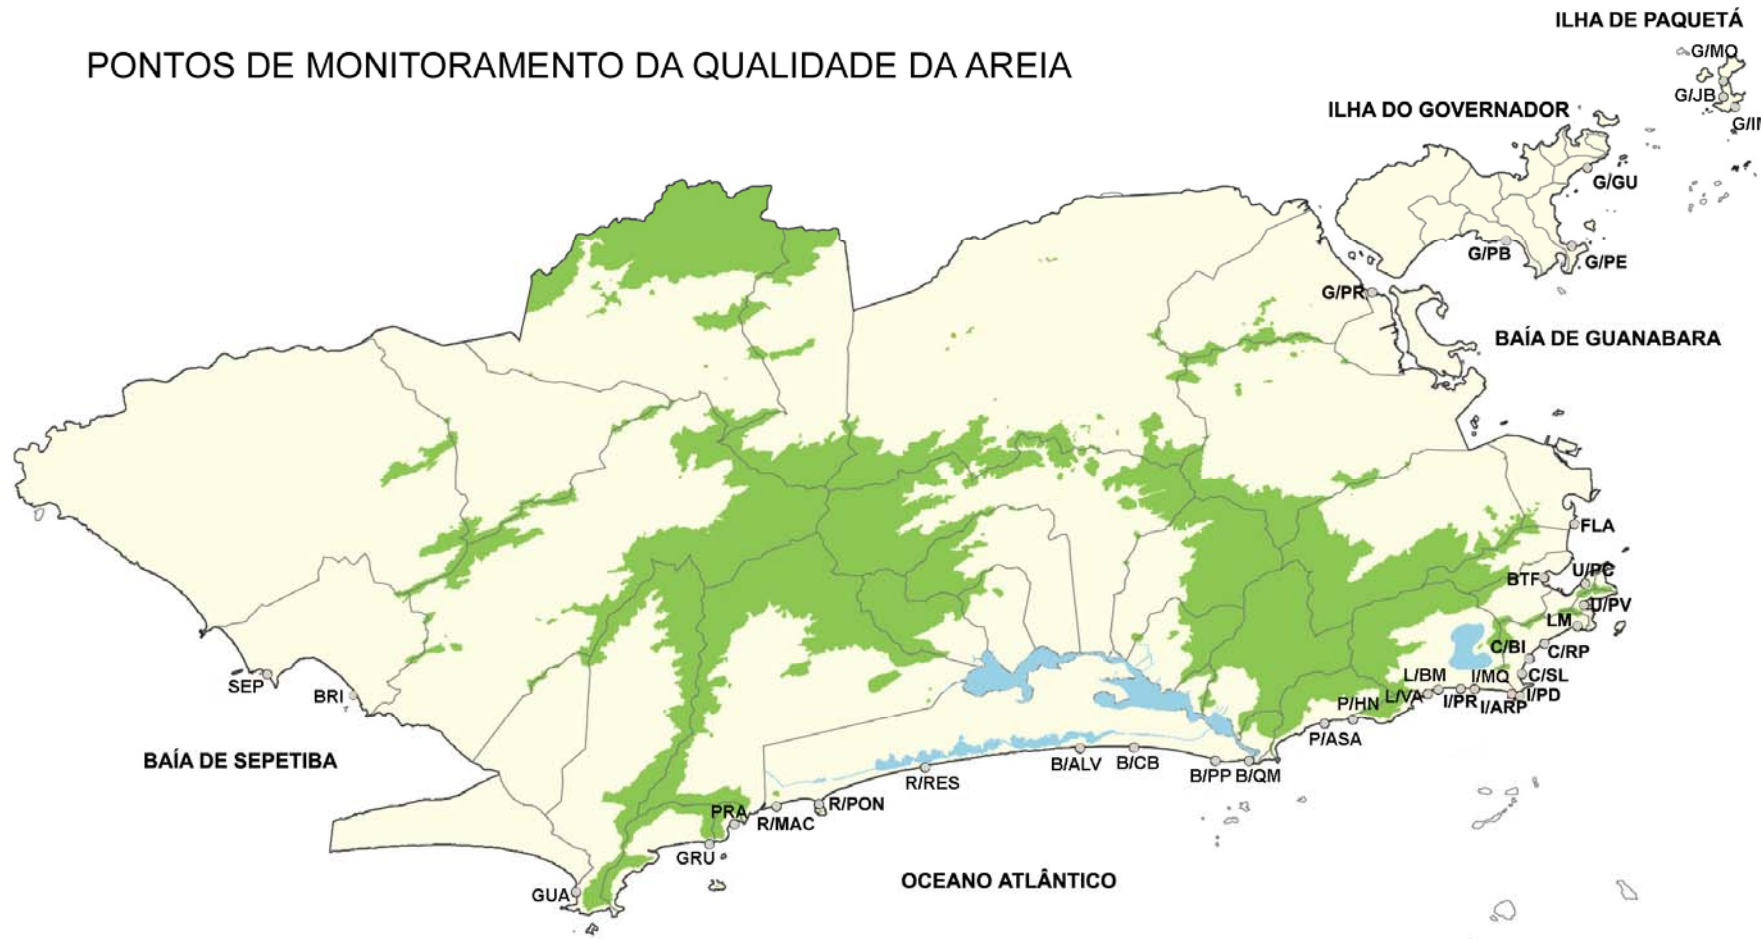 ILHA DE PAQUETÁ
PONTOS DE MONITORAMENTO DA QUALIDADE DA AREIA
G/MO
G/JB
ILHA DO GOVERNADOR
G/GU
G/PB
G/PE
G/PR
BAÍA DE GUANABARA
FLA
BTF
U/PC
U/PV
LM
C/BI
C/RP
L/BM
I/MQ
C/SL
SEP
BRI
P/HN
L/VA
I/PR
I/ARP
I/PD
P/ASA
BAÍA DE SEPETIBA
B/ALV
B/CB
B/PP
B/QM
R/RES
PRA
R/MAC
R/PON
GRU
GUA
OCEANO ATLÂNTICO